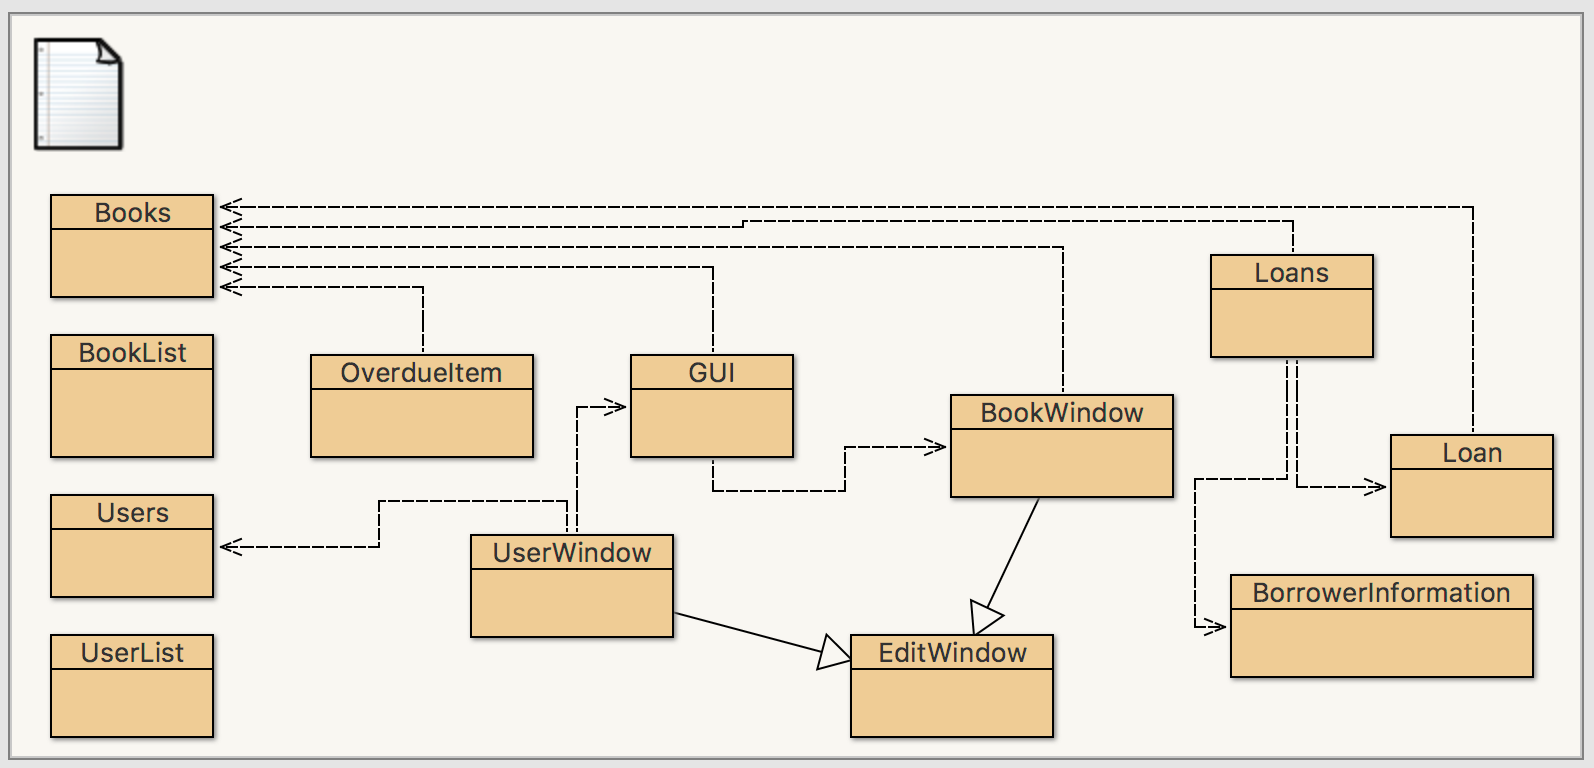 Books
Loans
BookList
OverdueItem
GUI
BookWindow
Loan
Users
UserWindow
BorrowerInformation
UserList
EditWindow